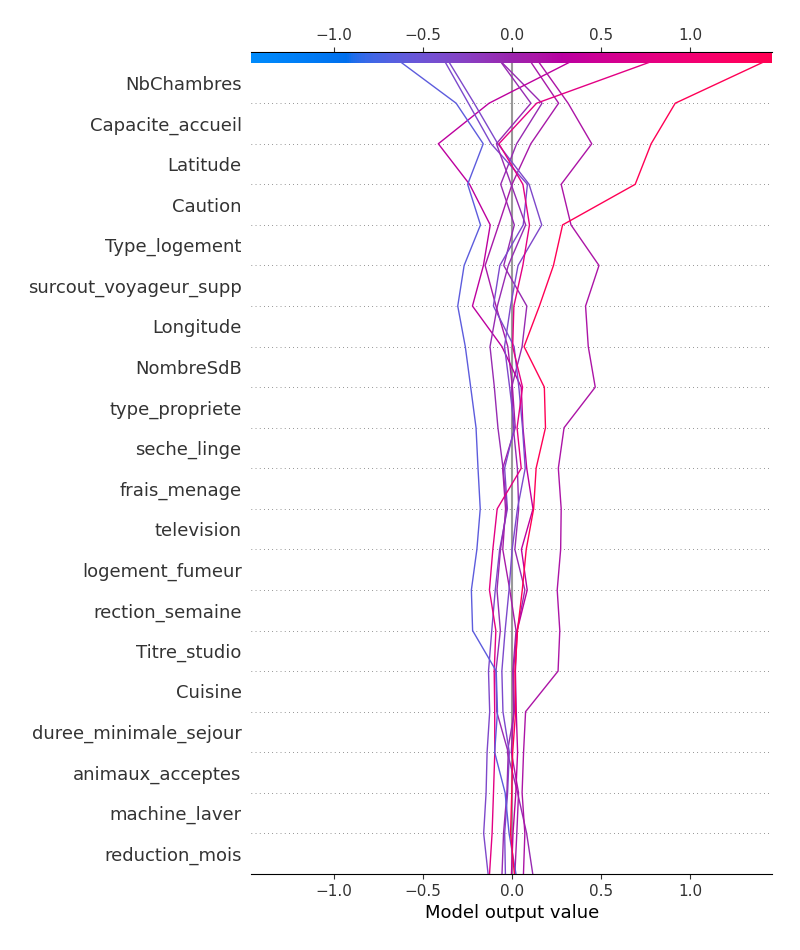 −1.0 −0.5 0.0 0.5 1.0
NbChambres
Capacite_accueil
Latitude
Caution
Type_logement
surcout_voyageur_supp
Longitude
NombreSdB
type_propriete
seche_linge
frais_menage
television
logement_fumeur
rection_semaine
Titre_studio
Cuisine
duree_minimale_sejour
animaux_acceptes
machine_laver
reduction_mois
−1.0 −0.5 0.0 0.5 1.0
Model output value